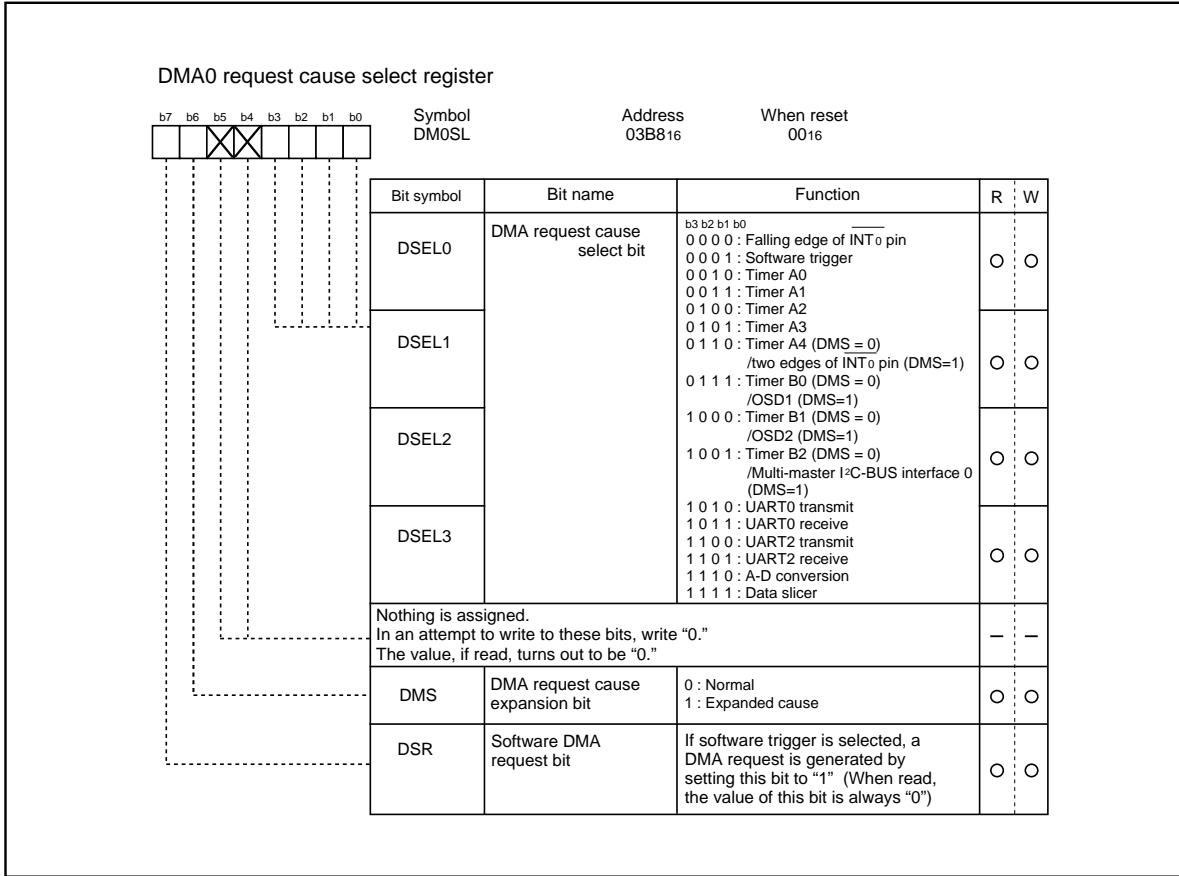 DMA0 request cause select register
b7 b6 b5 b4 b3 b2 b1 b0
Symbol Address When reset
DM0SL 03B816 0016
Bit symbol Bit name Function R W
DSEL0
DSEL1
DSEL2
DSEL3
DMA request cause
select bit
b3 b2 b1 b0
0 0 0 0 : Falling edge of INT0 pin
0 0 0 1 : Software trigger
0 0 1 0 : Timer A0
0 0 1 1 : Timer A1
0 1 0 0 : Timer A2
0 1 0 1 : Timer A3
0 1 1 0 : Timer A4 (DMS = 0)
/two edges of INT0 pin (DMS=1)
0 1 1 1 : Timer B0 (DMS = 0)
/OSD1 (DMS=1)
1 0 0 0 : Timer B1 (DMS = 0)
/OSD2 (DMS=1)
1 0 0 1 : Timer B2 (DMS = 0)
/Multi-master I2C-BUS interface 0
(DMS=1)
1 0 1 0 : UART0 transmit
1 0 1 1 : UART0 receive
1 1 0 0 : UART2 transmit
1 1 0 1 : UART2 receive
1 1 1 0 : A-D conversion
1 1 1 1 : Data slicer
Nothing is assigned.
In an attempt to write to these bits, write “0.”
The value, if read, turns out to be “0.”
– –
DMS
DMA request cause
expansion bit
0 : Normal
1 : Expanded cause
DSR
Software DMA
request bit
If software trigger is selected, a
DMA request is generated by
setting this bit to “1” (When read,
the value of this bit is always “0”)